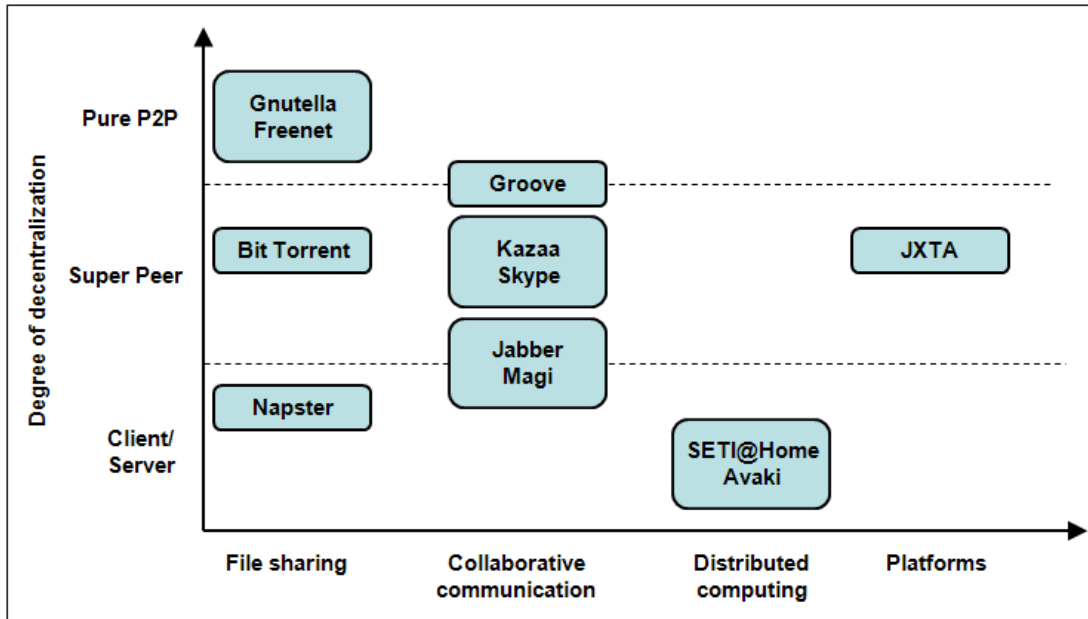 Degree of decentralization
Pure P2P
Gnutella
Freenet
Groove
Super Peer
Bit Torrent
Kazaa
Skype
JXTA
Jabber
Magi
Client/
Server
Napster
SETI@Home
Avaki
File sharing
Collaborative
communication
Distributed
computing
Platforms